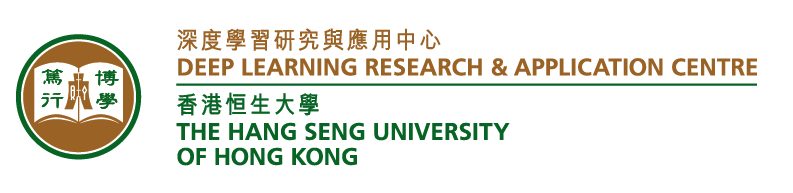 博學
篤行
深度學習研究與應用中心
DEEP LEARNING RESEARCH & APPLICATION CENTRE
香港恒生大學
THE HANG SENG UNIVERSITY
OF HONG KONG